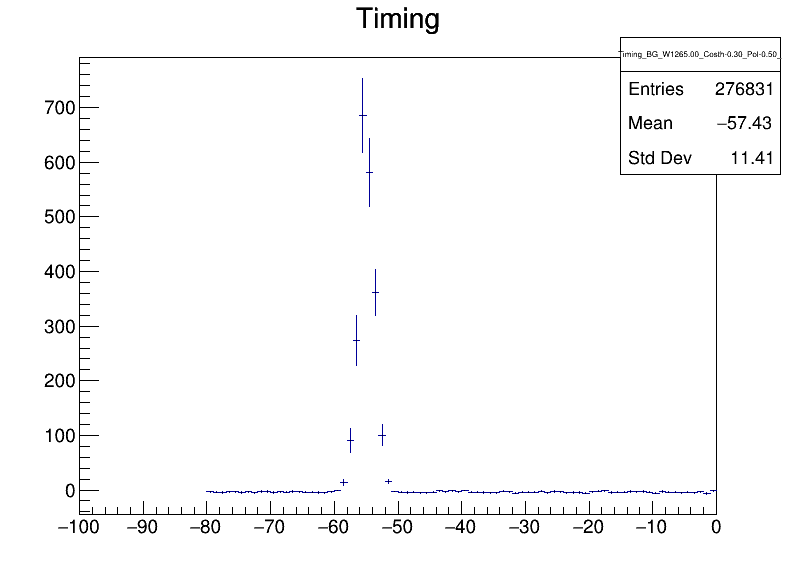 Timing
Timing_BG_W1265.00_Costh-0.30_Pol-0.50_
Entries 276831
Mean −57.43
Std Dev 11.41
700
600
500
400
300
200
100
0
−100 −90 −80 −70 −60 −50 −40 −30 −20 −10 0